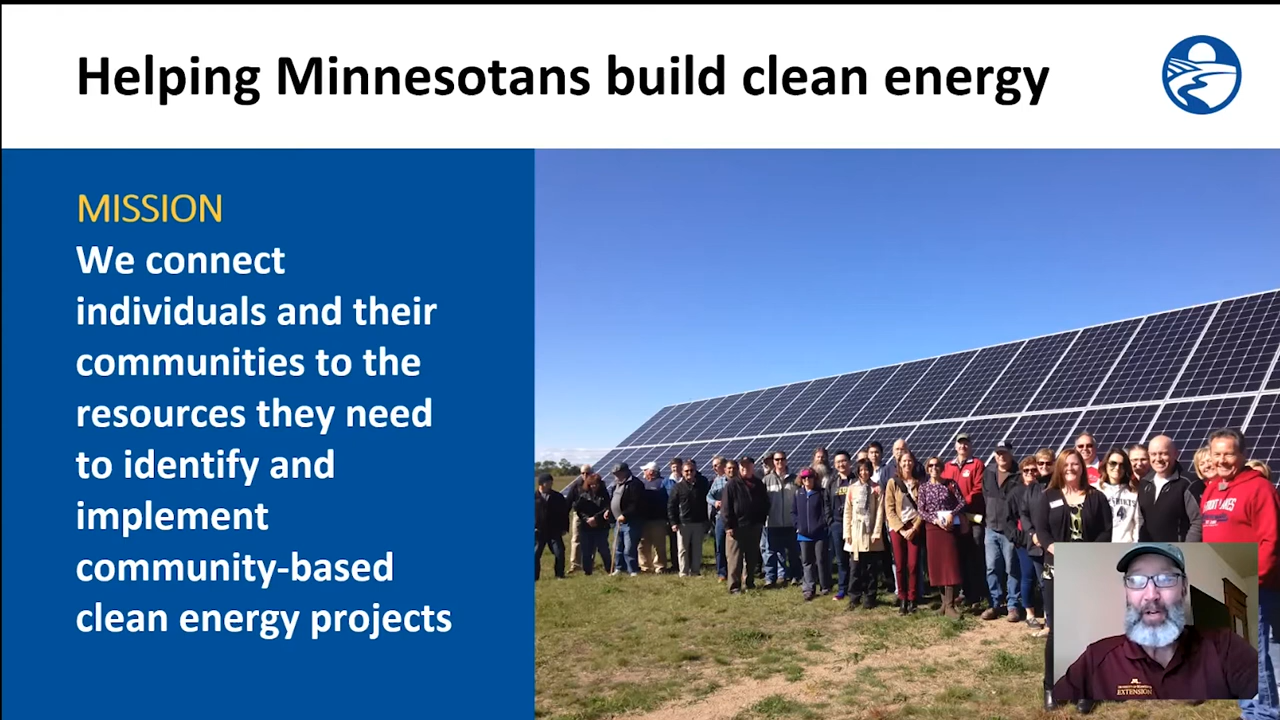 Helping Minnesotans build clean energy
MISSION
We connect
individuals and their
communities to the
resources they need
to identify and
implement
community-based
clean energy projects
EXTENSION